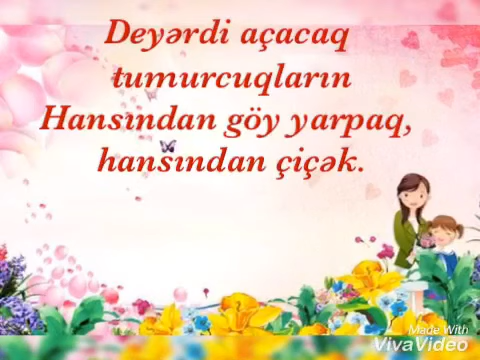 Deyərdi açacaq
tumurcuqların
Hansından göy yarpaq,
hansından çiçək.
Made With
VivaVideo